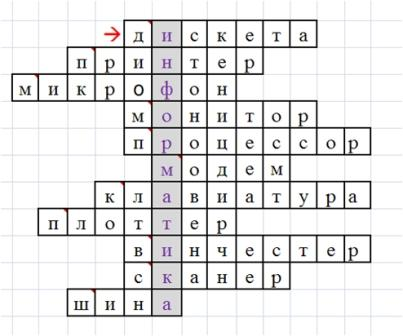 дискета
принтер
микрофон
монитор
процессор
модем
клавиатура
плоттер
винчестер
сканер
шина